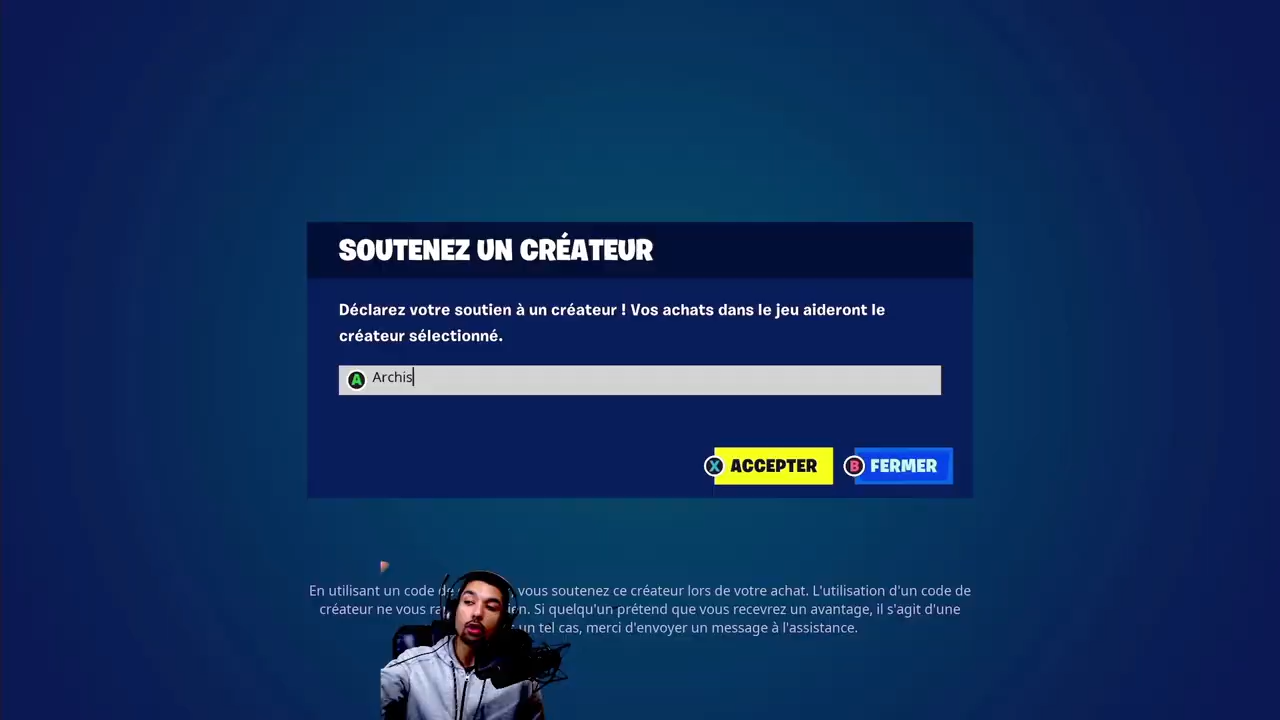 SOUTENEZ UN CRÉATEUR
Déclarez votre soutien à un créateur ! Vos achats dans le jeu aideront le
créateur sélectionné.
A Archis
X ACCEPTER B FERMER
En utilisant un code de vous soutenez ce créateur lors de votre achat. L'utilisation d'un code de
créateur ne vous Si quelqu'un prétend que vous recevrez un avantage, il s'agit d'une
un tel cas, merci d'envoyer un message à l'assistance.